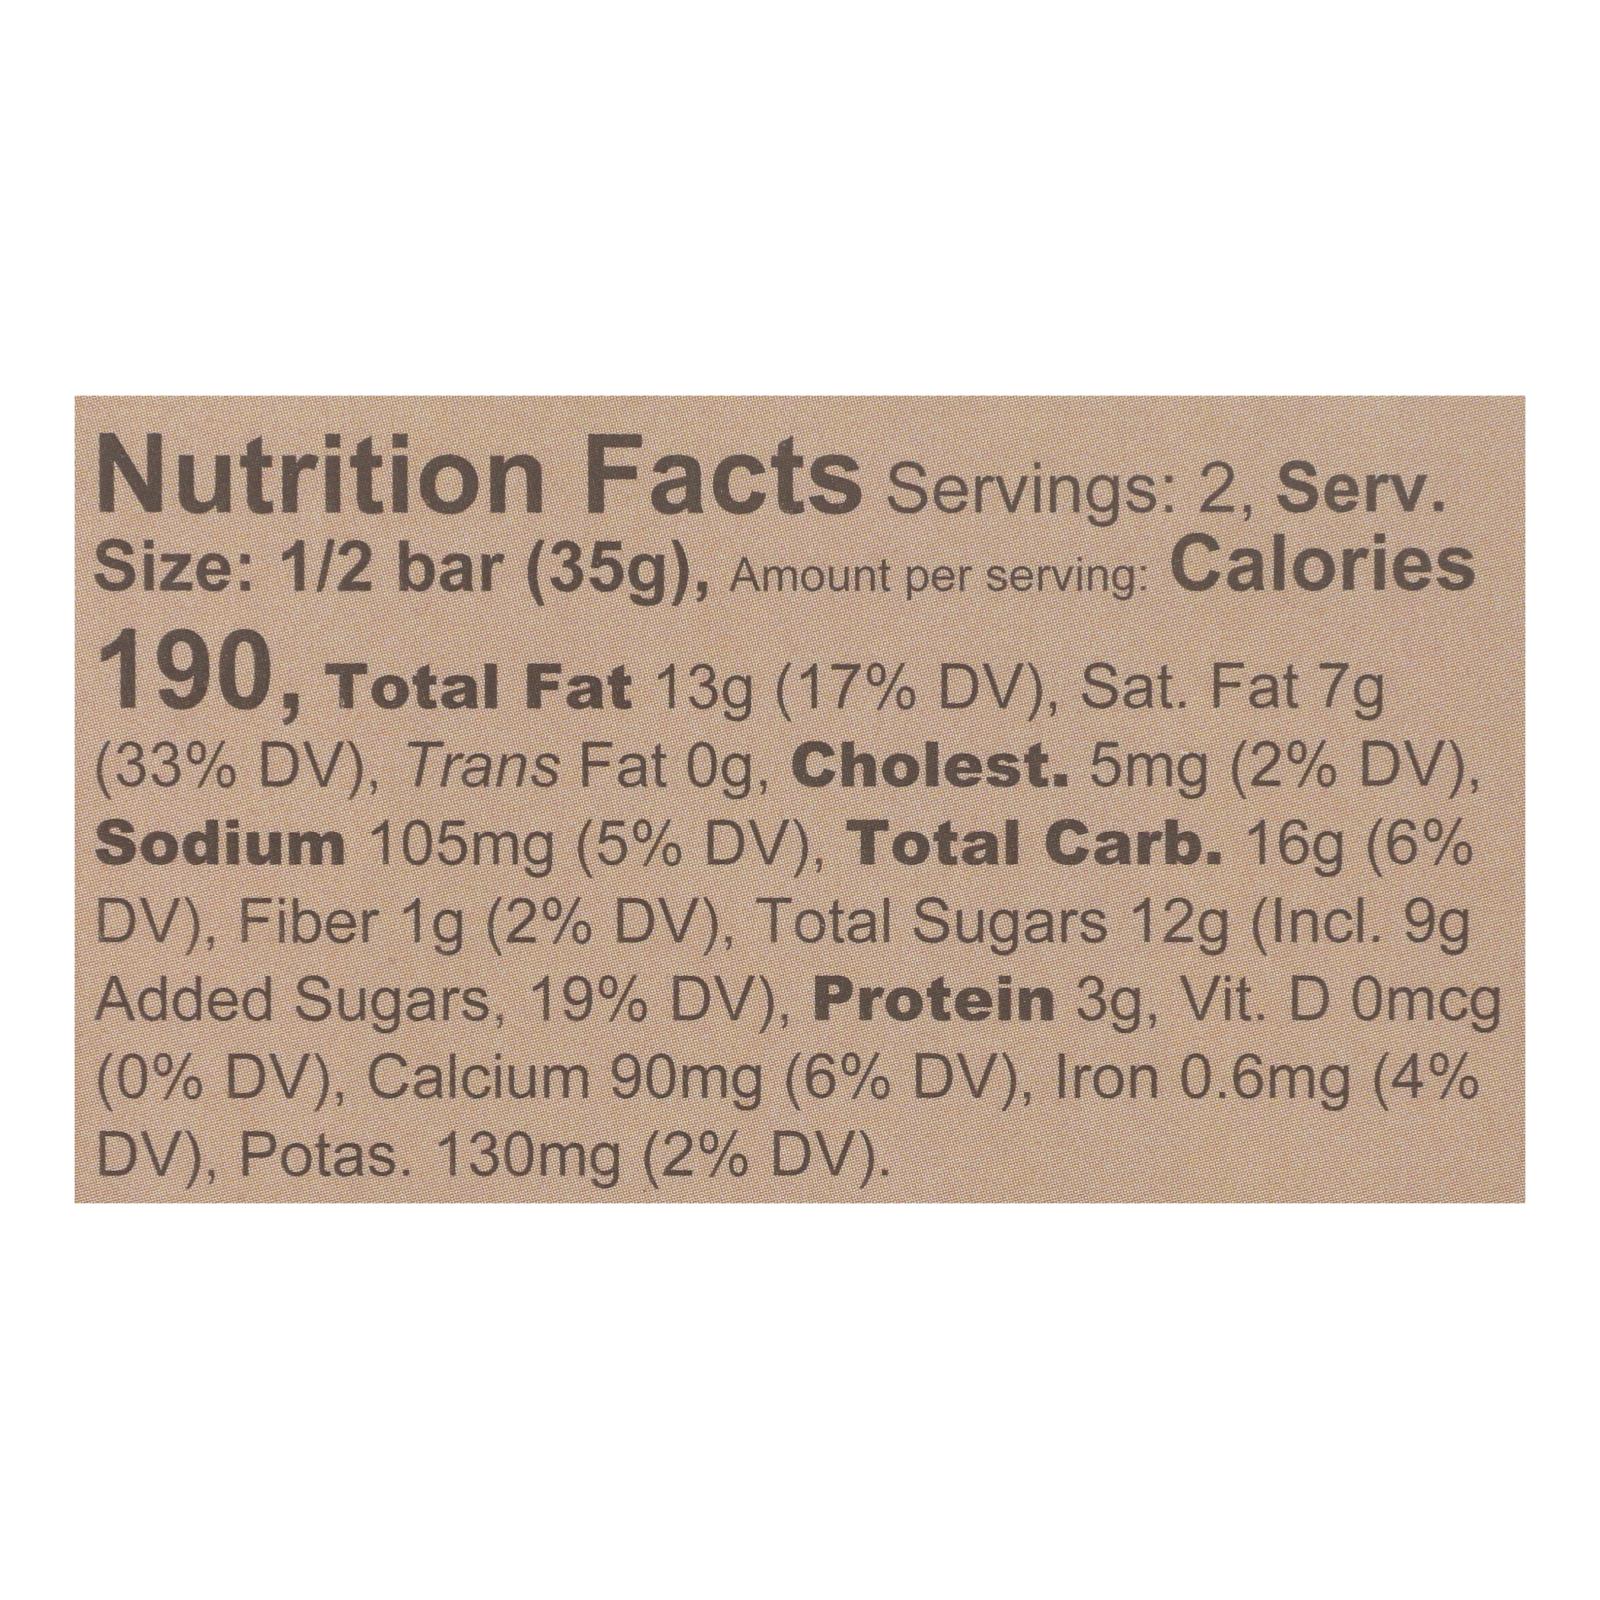 Nutrition Facts Servings: 2, Serv.
Size: 1/2 bar (35g), Amount per serving: Calories
190, Total Fat 13g (17% DV), Sat. Fat 7g
(33% DV), Trans Fat 0g, Cholest. 5mg (2% DV),
Sodium 105mg (5% DV), Total Carb. 16g (6%
DV), Fiber 1g (2% DV), Total Sugars 12g (Incl. 9g
Added Sugars, 19% DV), Protein 3g, Vit. D 0mcg
(0% DV), Calcium 90mg (6% DV), Iron 0.6mg (4%
DV), Potas. 130mg (2% DV).